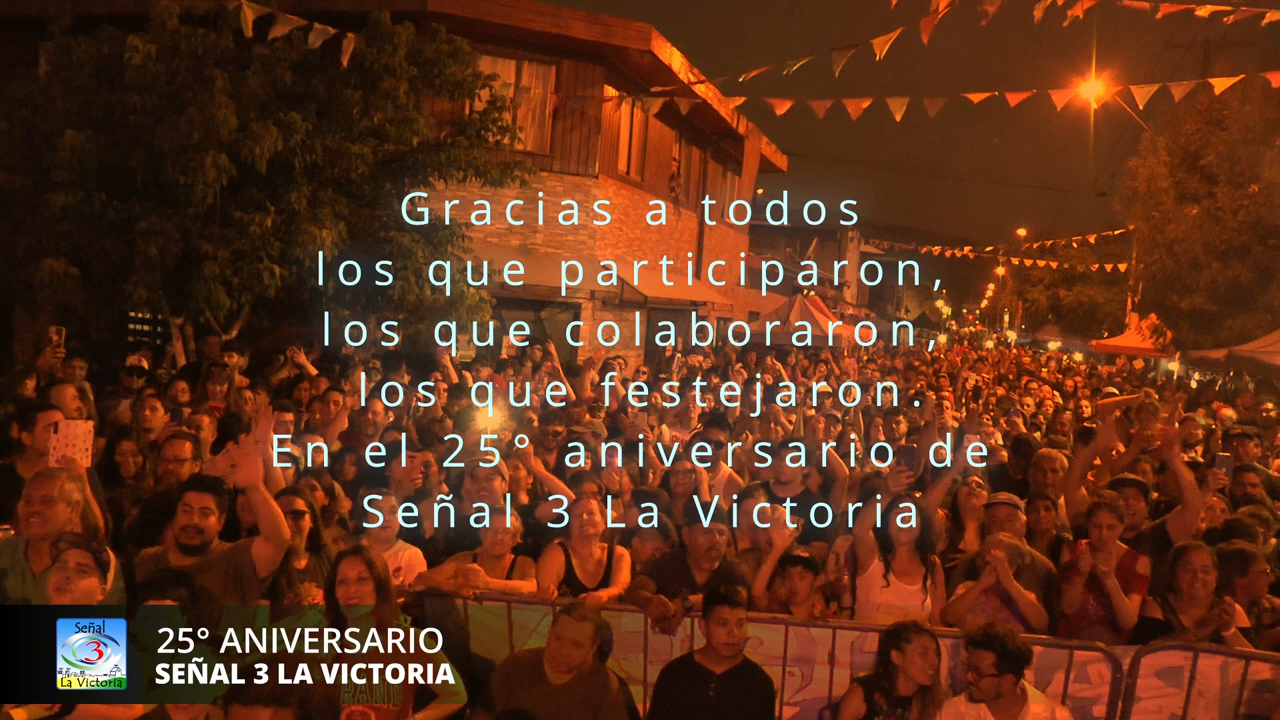 Gracias a todos
los que participaron,
los que colaboraron,
los que festejaron.
En el 25° aniversario de
Señal 3 La Victoria
Señal
3
La Victoria
25° ANIVERSARIO
SEÑAL 3 LA VICTORIA